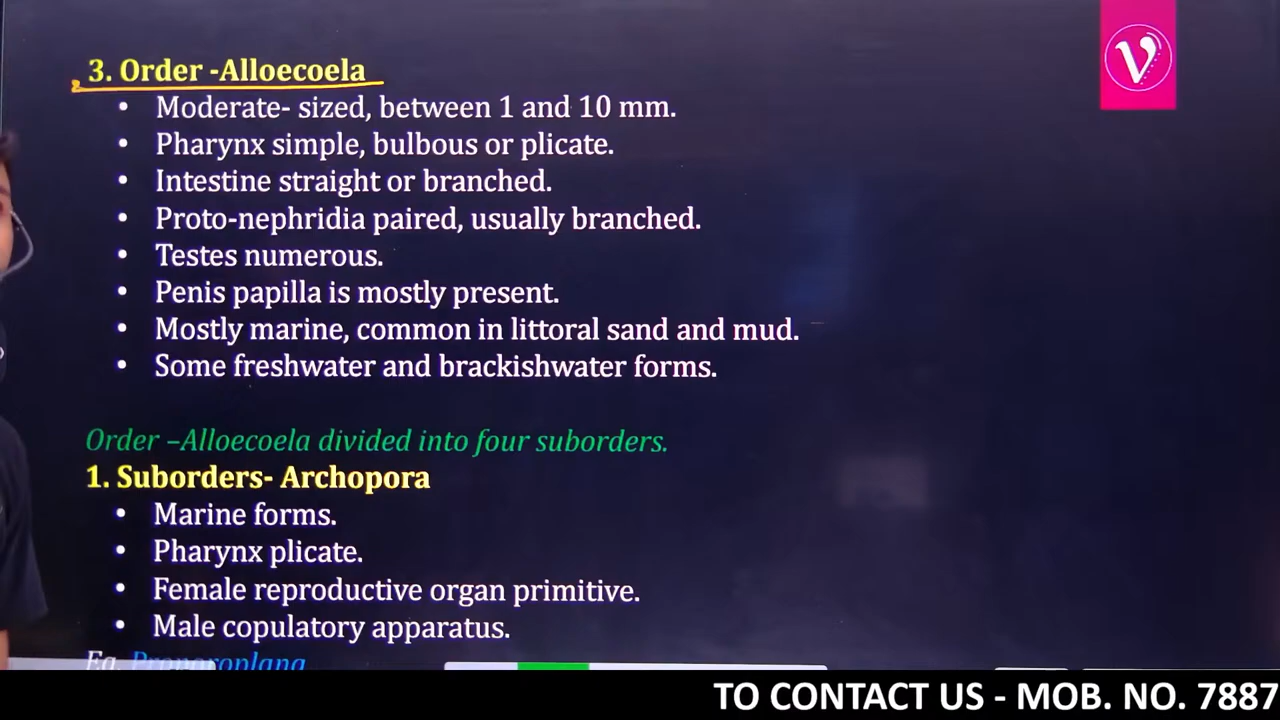 3. Order -Alloecoela
• Moderate- sized, between 1 and 10 mm.
• Pharynx simple, bulbous or plicate.
• Intestine straight or branched.
• Proto-nephridia paired, usually branched.
• Testes numerous.
• Penis papilla is mostly present.
• Mostly marine, common in littoral sand and mud.
• Some freshwater and brackishwater forms.
Order –Alloecoela divided into four suborders.
1. Suborders- Archopora
• Marine forms.
• Pharynx plicate.
• Female reproductive organ primitive.
• Male copulatory apparatus.
Eg. Proporoplana
TO CONTACT US - MOB. NO. 7887